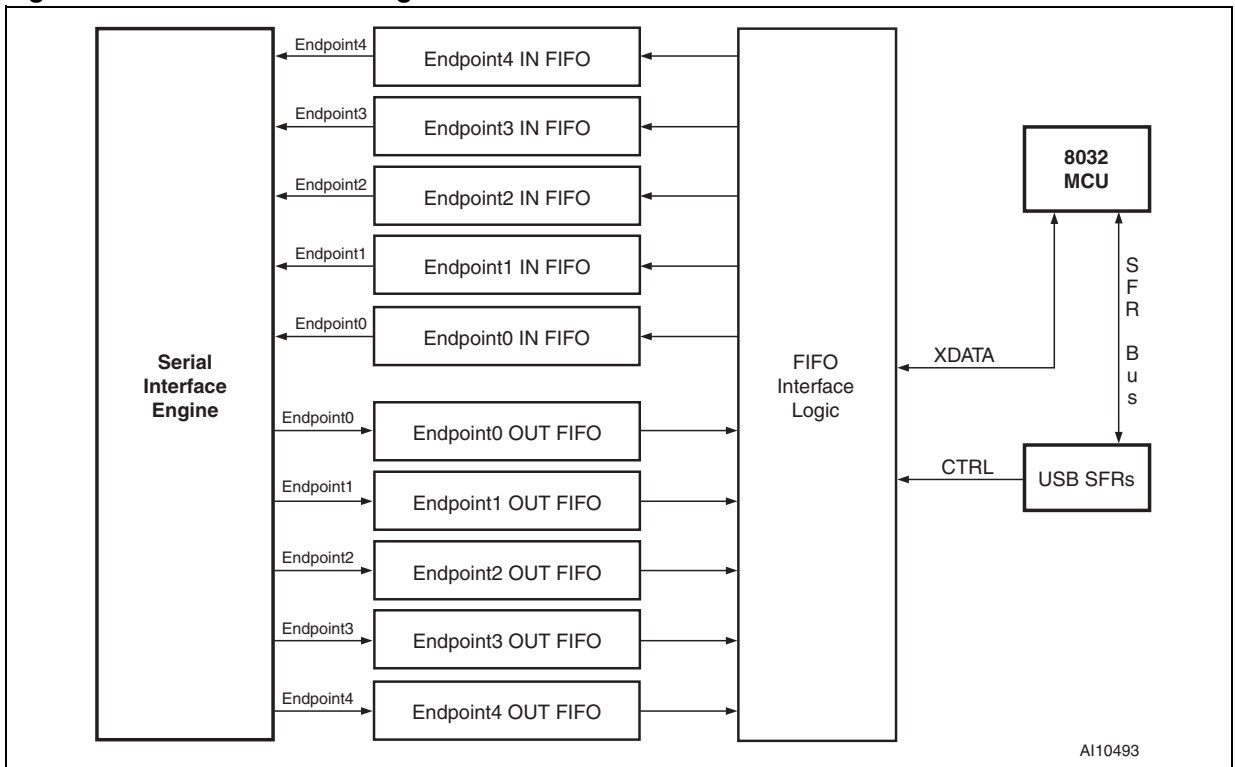 Endpoint4
Endpoint4 IN FIFO
Endpoint3
Endpoint3 IN FIFO
Endpoint2
Endpoint2 IN FIFO
Endpoint1
Endpoint1 IN FIFO
Endpoint0
Endpoint0 IN FIFO
Serial
Interface
Engine
Endpoint0
Endpoint0 OUT FIFO
Endpoint1
Endpoint1 OUT FIFO
Endpoint2
Endpoint2 OUT FIFO
Endpoint3
Endpoint3 OUT FIFO
Endpoint4
Endpoint4 OUT FIFO
FIFO
Interface
Logic
XDATA
CTRL
8032
MCU
SFR Bus
USB SFRs
AI10493